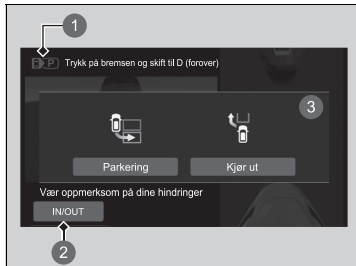 1
P Trykk på bremsen og skift til D (forover)
3
Parkering Kjør ut
Vær oppmerksom på dine hindringer
IN/OUT
2